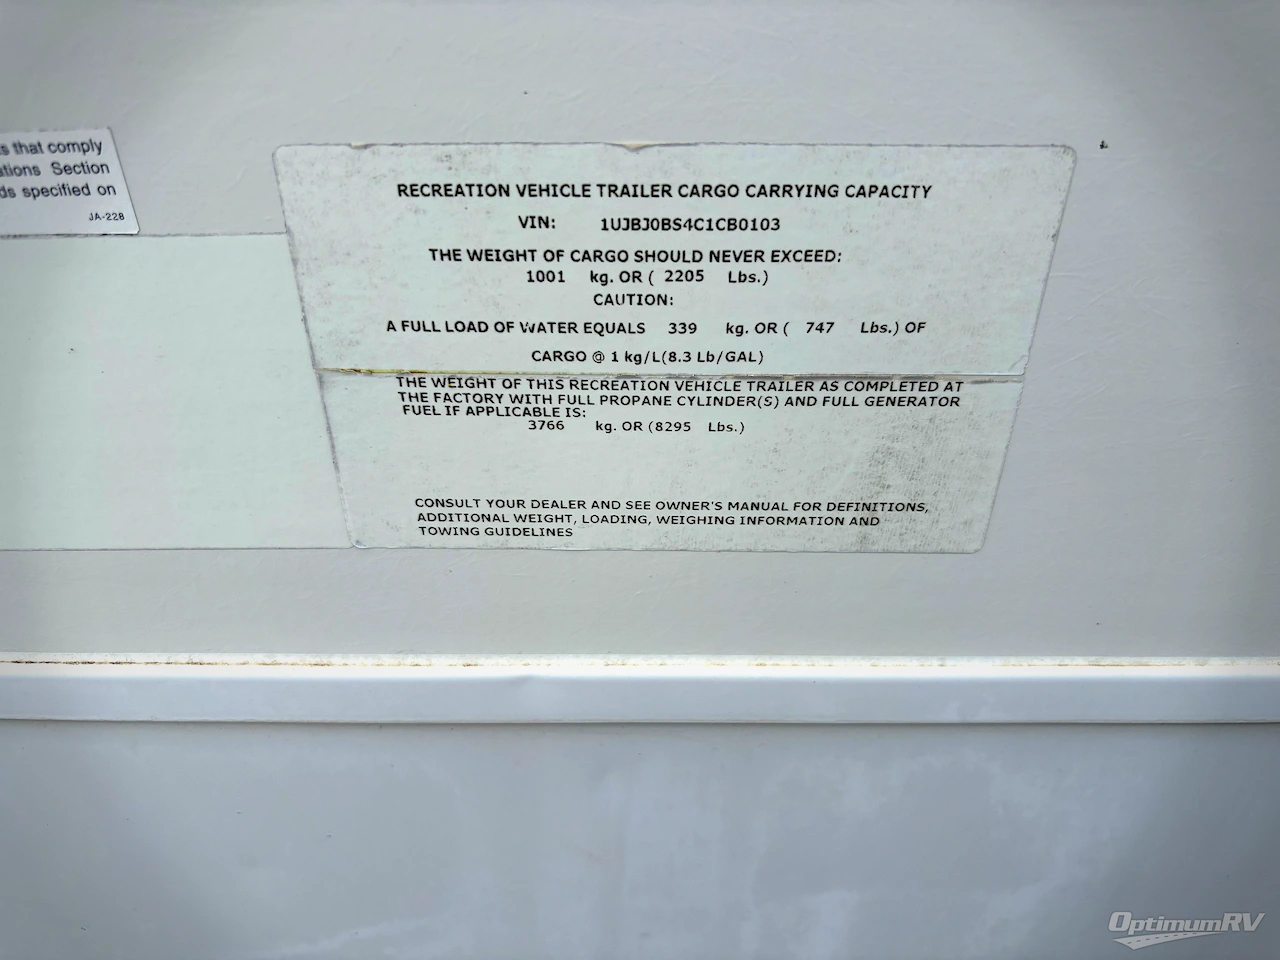 s that comply
ations Section
ds specified on
JA-228
RECREATION VEHICLE TRAILER CARGO CARRYING CAPACITY
VIN: 1UJBJ0BS4C1CB0103
THE WEIGHT OF CARGO SHOULD NEVER EXCEED:
1001 kg. OR ( 2205 Lbs.)
CAUTION:
A FULL LOAD OF WATER EQUALS 339 kg. OR ( 747 Lbs.) OF
CARGO @ 1 kg/L(8.3 Lb/GAL)
THE WEIGHT OF THIS RECREATION VEHICLE TRAILER AS COMPLETED AT
THE FACTORY WITH FULL PROPANE CYLINDER(S) AND FULL GENERATOR
FUEL IF APPLICABLE IS:
3766 kg. OR (8295 Lbs.)
CONSULT YOUR DEALER AND SEE OWNER'S MANUAL FOR DEFINITIONS,
ADDITIONAL WEIGHT, LOADING, WEIGHING INFORMATION AND
TOWING GUIDELINES
OptimumRV